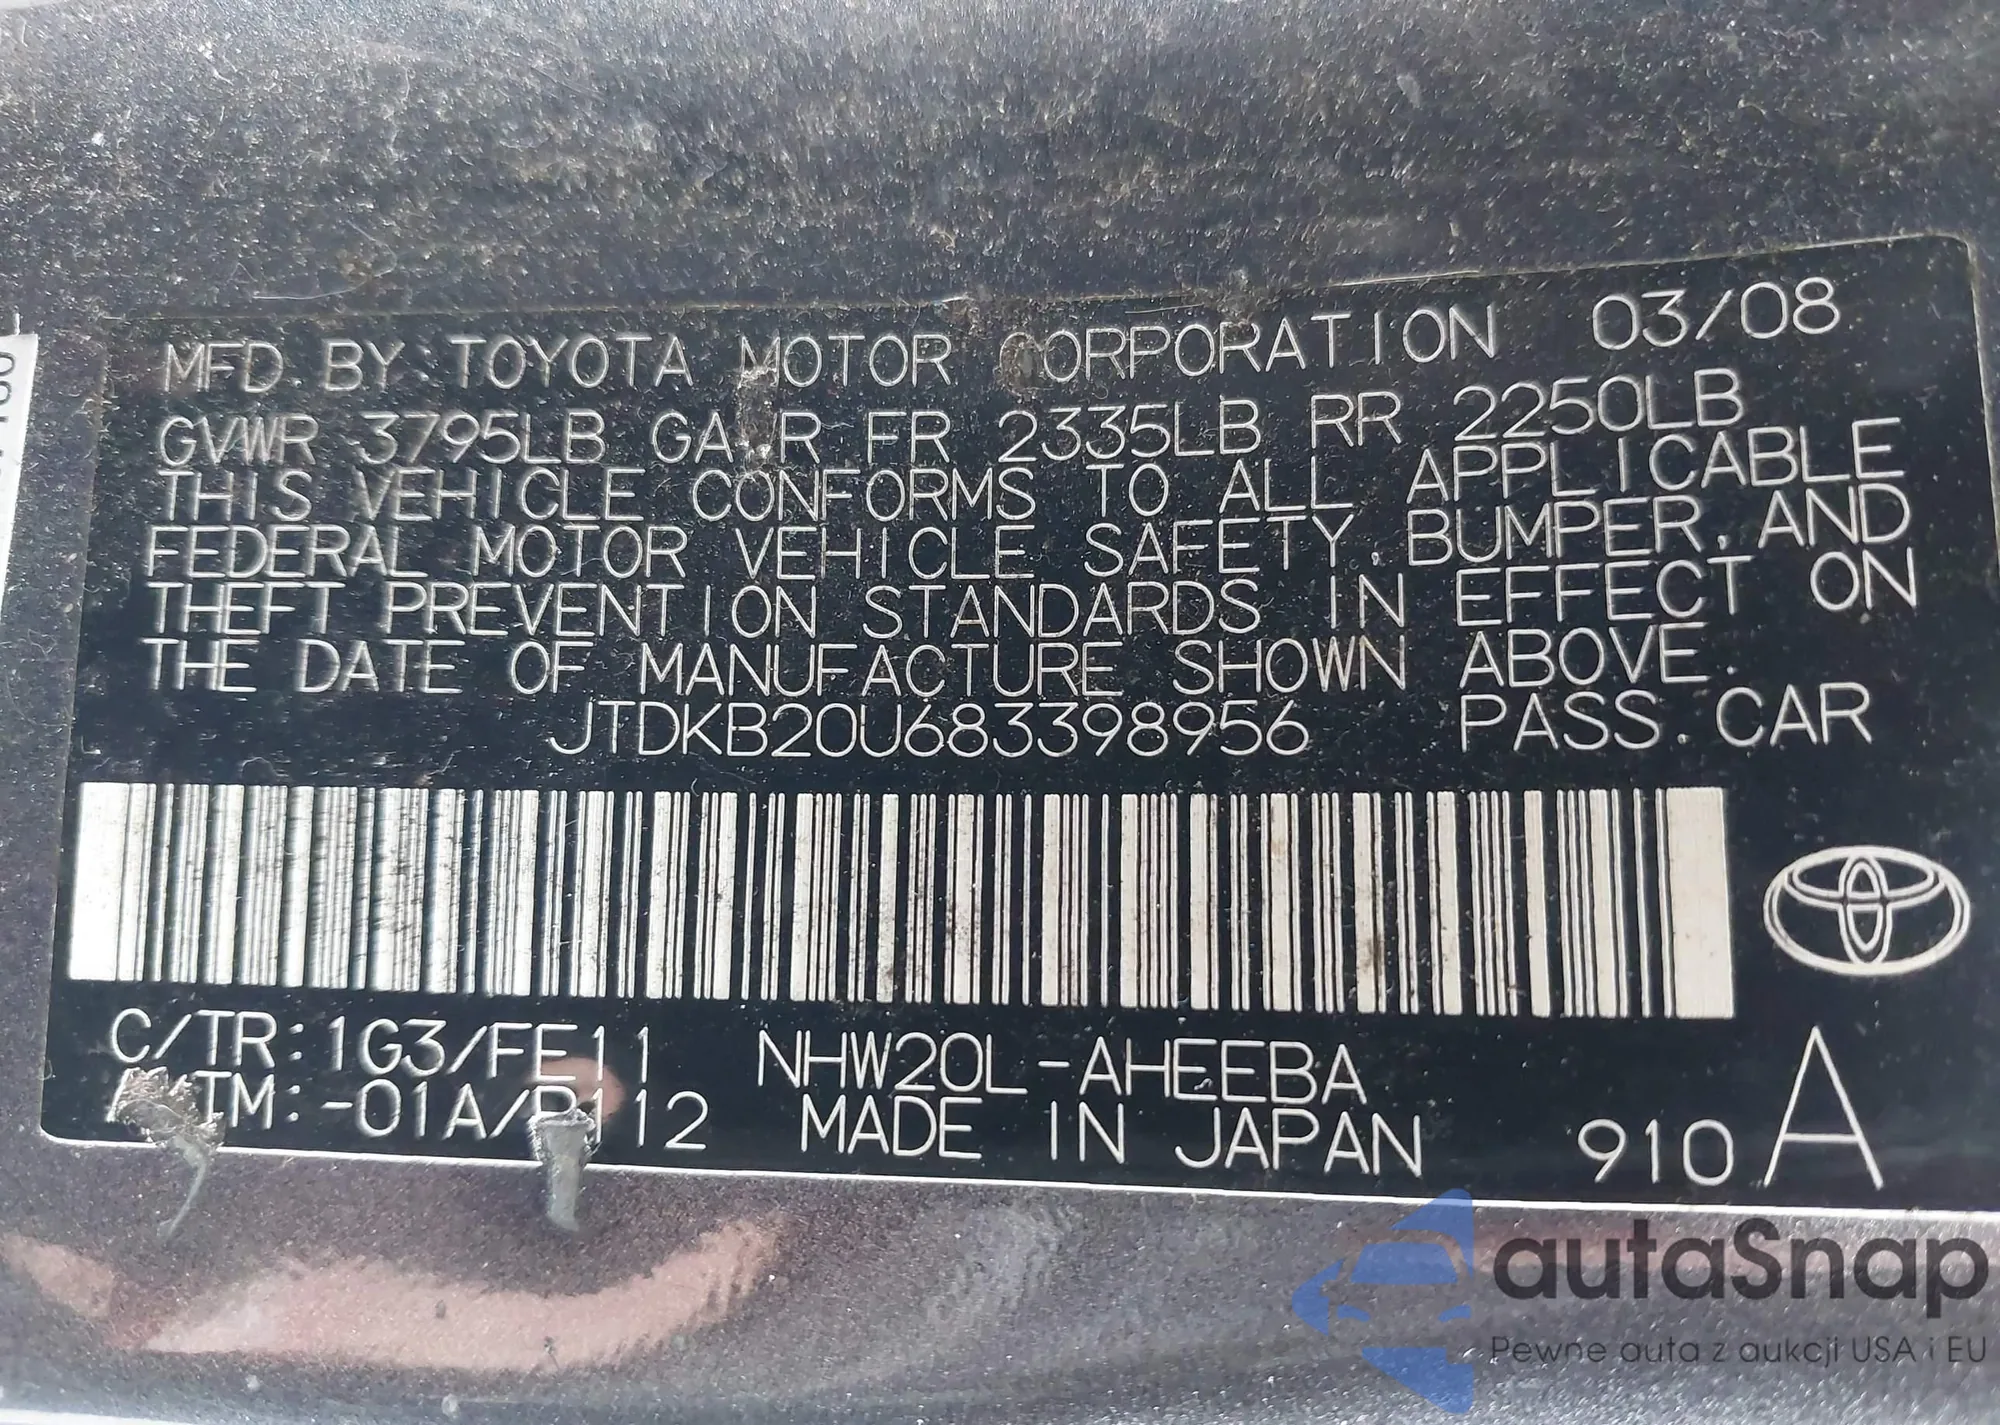 MFD. BY TOYOTA MOTOR CORPORATION 03/08
GVWR 3795LB GAWR FR 2335LB RR 2250LB
THIS VEHICLE CONFORMS TO ALL APPLICABLE
FEDERAL MOTOR VEHICLE SAFETY, BUMPER, AND
THEFT PREVENTION STANDARDS IN EFFECT ON
THE DATE OF MANUFACTURE SHOWN ABOVE.
JTDKB20U683398956 PASS. CAR
C/TR:1G3/FE11 NHW20L-AHEEBA
A/TM:-01A/P112 MADE IN JAPAN 910 A
autaSnap
Pewne auta z aukcji USA i EU